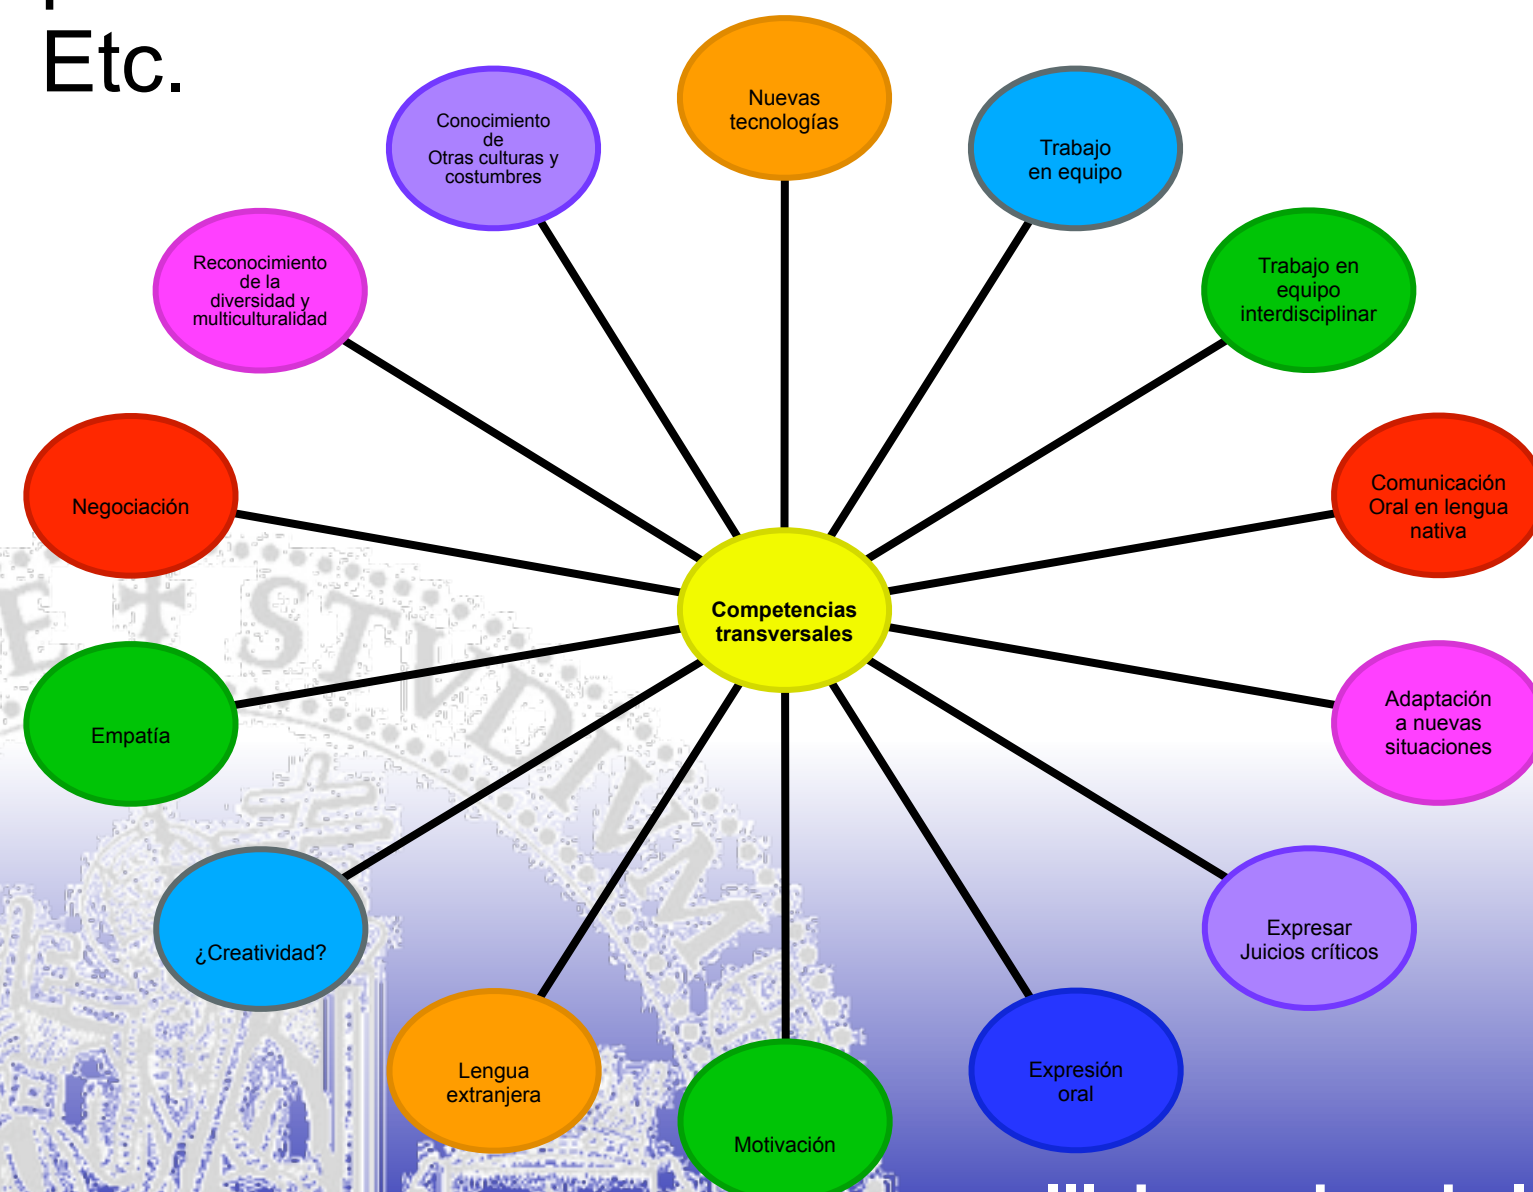 Etc.
Nuevas
tecnologías
Conocimiento
de
Otras culturas y
costumbres
Trabajo
en equipo
Reconocimiento
de la
diversidad y
multiculturalidad
Trabajo en
equipo
interdisciplinar
Negociación
Comunicación
Oral en lengua
nativa
Competencias
transversales
Empatía
Adaptación
a nuevas
situaciones
¿Creatividad?
Expresar
Juicios críticos
Lengua
extranjera
Expresión
oral
Motivación
E T STVDIVM